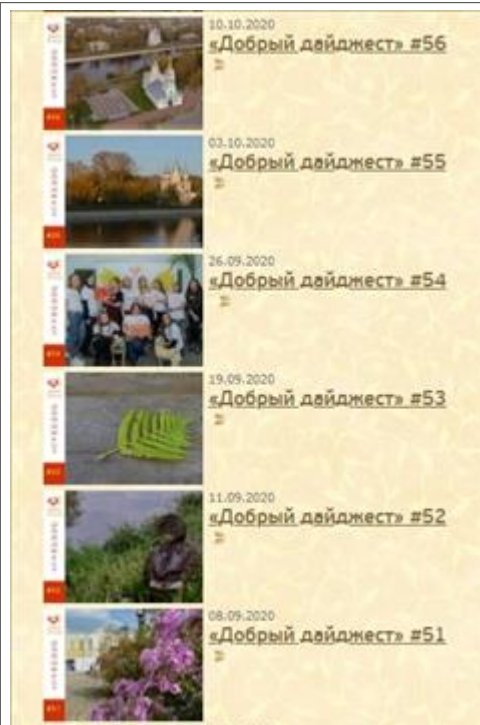 10.10.2020
«Добрый дайджест» #56
03.10.2020
«Добрый дайджест» #55
26.09.2020
«Добрый дайджест» #54
19.09.2020
«Добрый дайджест» #53
11.09.2020
«Добрый дайджест» #52
08.09.2020
«Добрый дайджест» #51